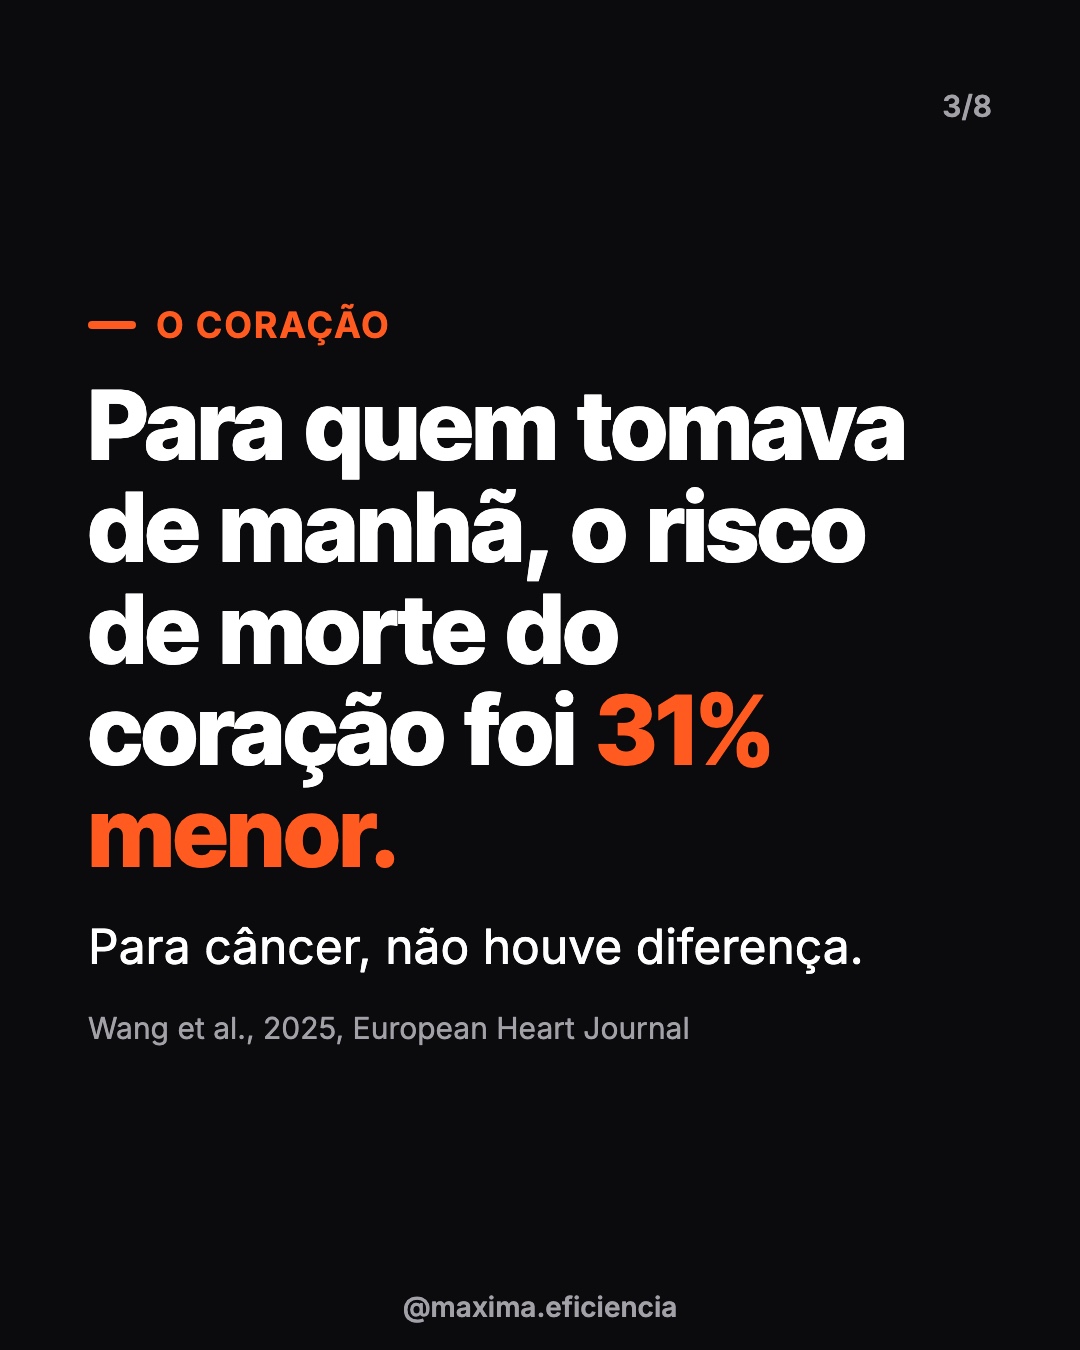 3/8
O CORAÇÃO
Para quem tomava
de manhã, o risco
de morte do
coração foi 31%
menor.
Para câncer, não houve diferença.
Wang et al., 2025, European Heart Journal
@maxima.eficiencia